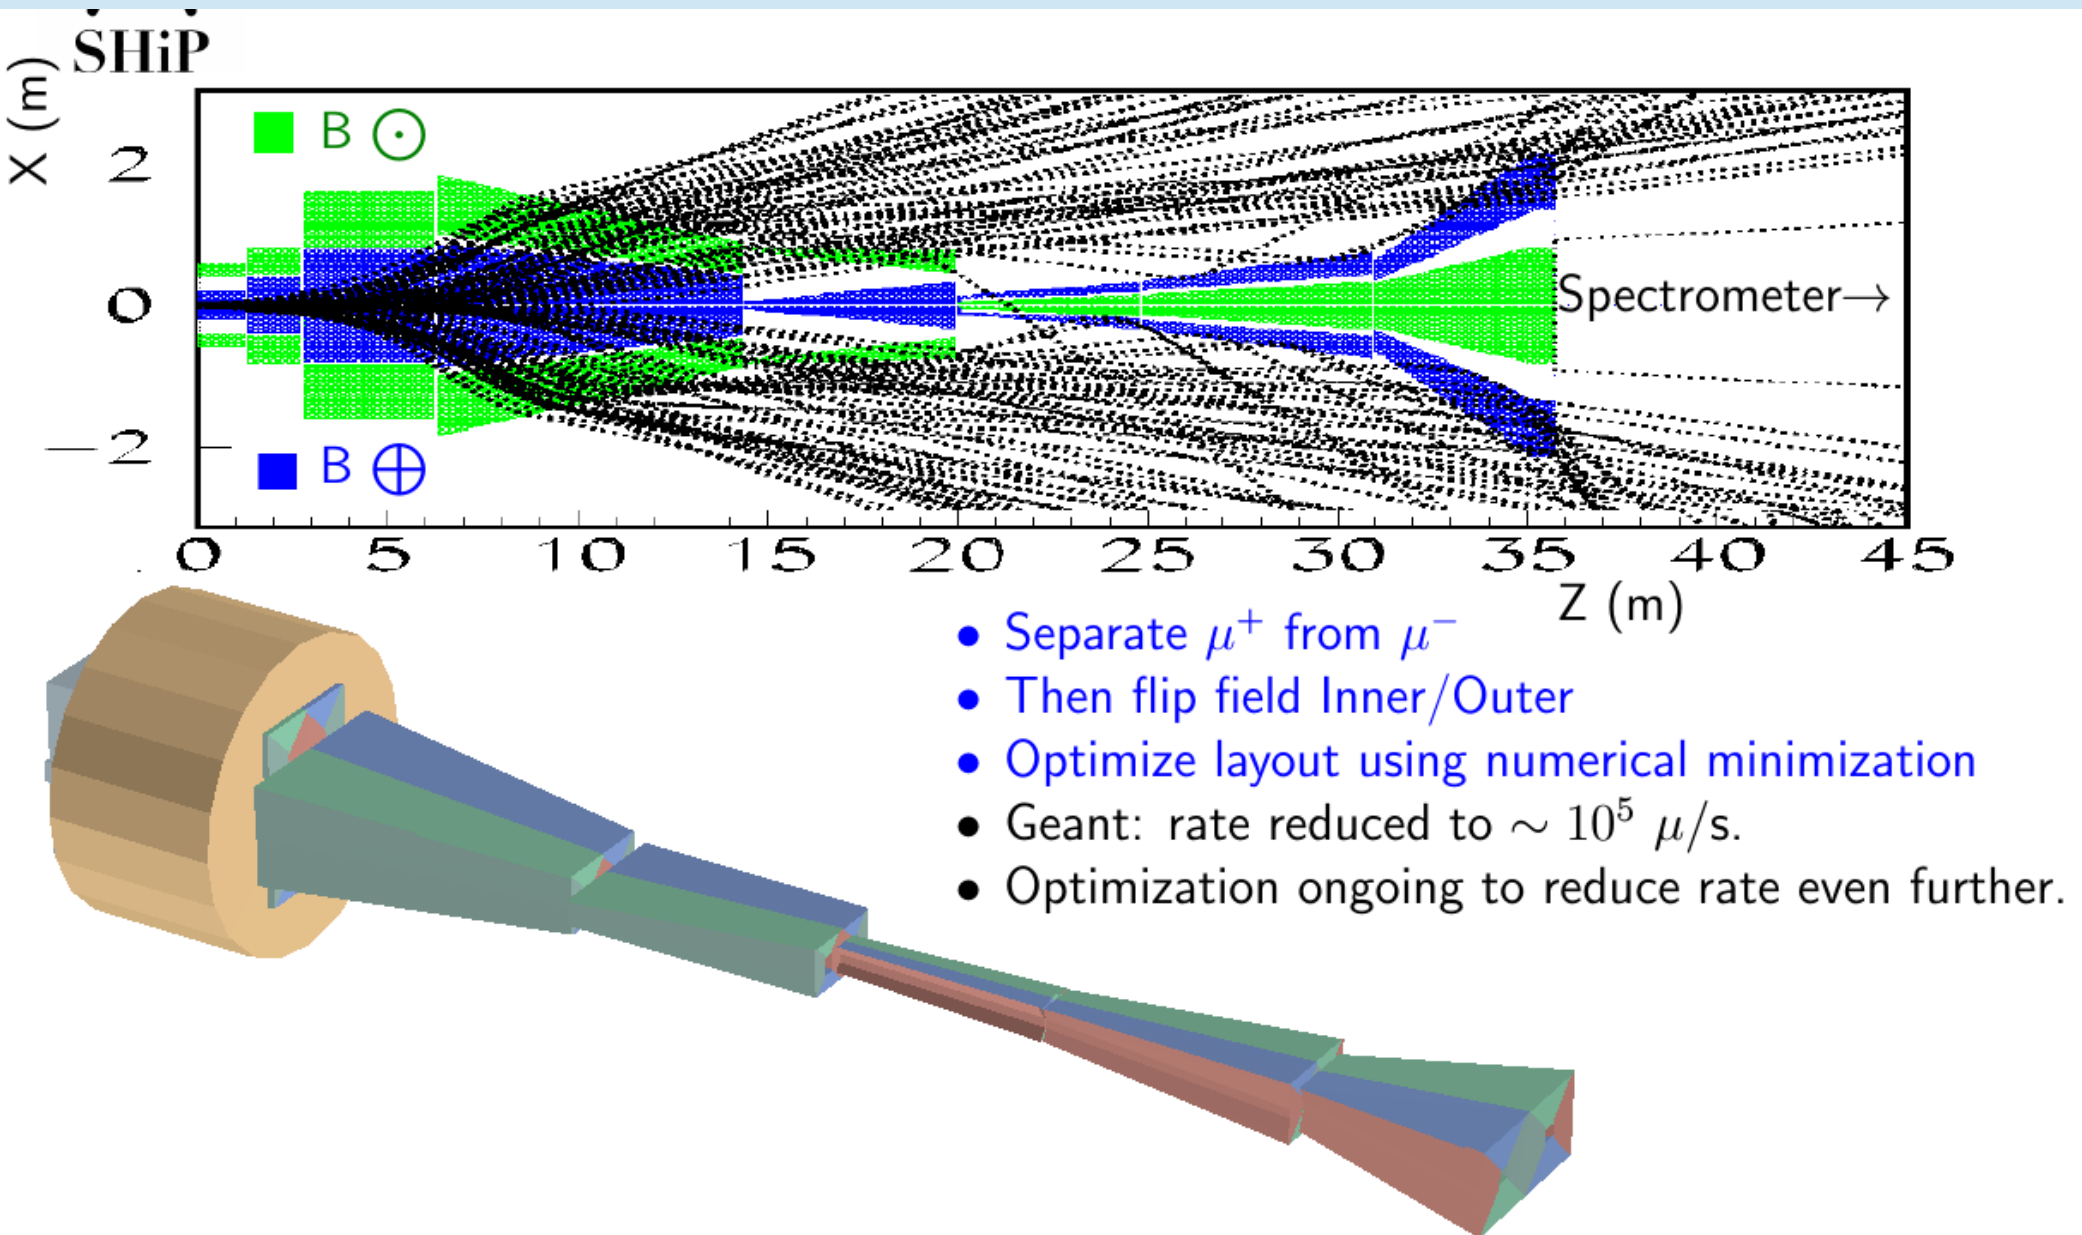 SHiP
X (m)
B ⊙
2
0
Spectrometer→
−2
B ⊕
0 5 10 15 20 25 30 35 40 45
Z (m)
• Separate μ⁺ from μ⁻
• Then flip field Inner/Outer
• Optimize layout using numerical minimization
• Geant: rate reduced to ∼ 10⁵ μ/s.
• Optimization ongoing to reduce rate even further.